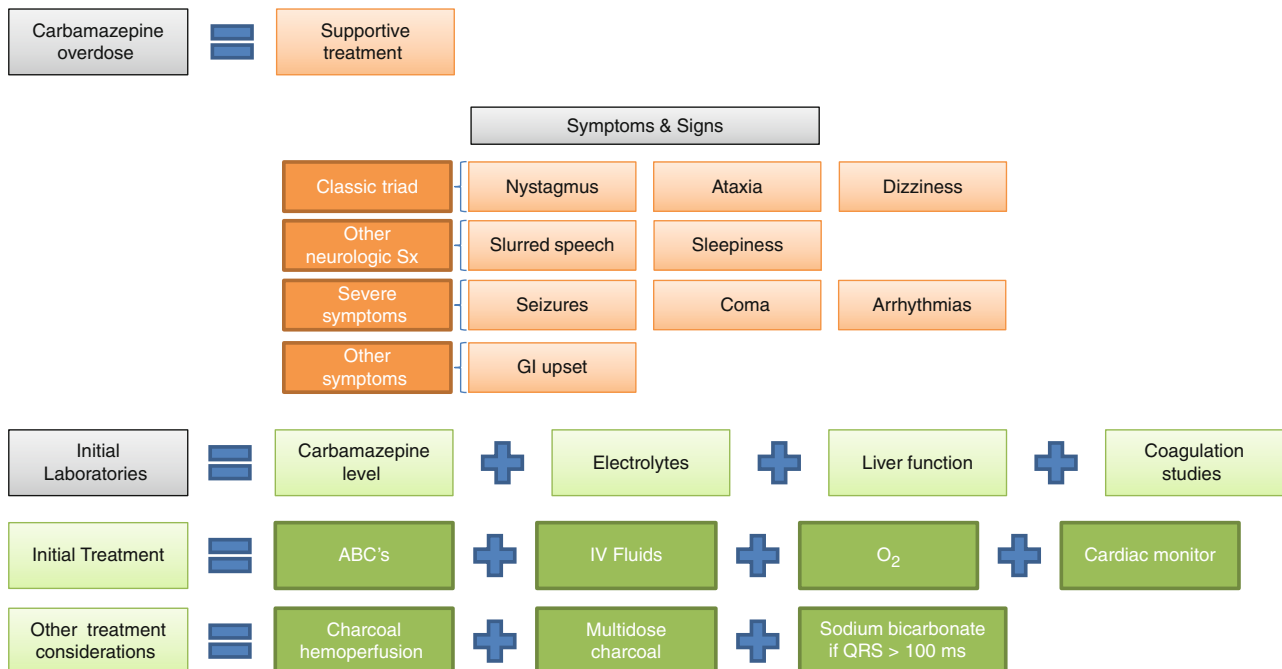 Carbamazepine
overdose
Supportive
treatment
Symptoms & Signs
Classic triad
Nystagmus
Ataxia
Dizziness
Other
neurologic Sx
Slurred speech
Sleepiness
Severe
symptoms
Seizures
Coma
Arrhythmias
Other
symptoms
GI upset
Initial
Laboratories
Carbamazepine
level
Electrolytes
Liver function
Coagulation
studies
Initial Treatment
ABC's
IV Fluids
O2
Cardiac monitor
Other treatment
considerations
Charcoal
hemoperfusion
Multidose
charcoal
Sodium bicarbonate
if QRS > 100 ms